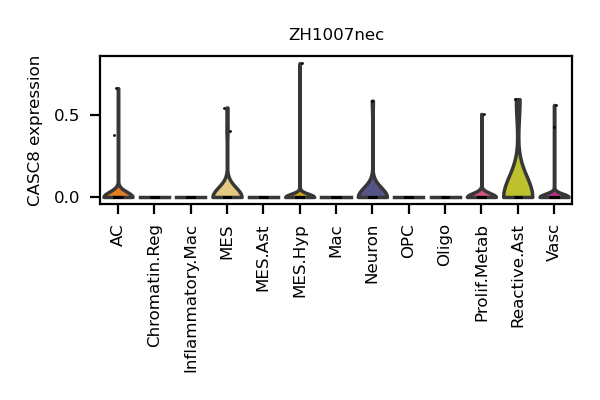 ZH1007nec
CASC8 expression
0.5
0.0
AC
Chromatin.Reg
Inflammatory.Mac
MES
MES.Ast
MES.Hyp
Mac
Neuron
OPC
Oligo
Prolif.Metab
Reactive.Ast
Vasc